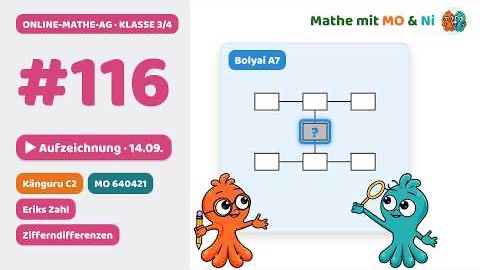 ONLINE-MATHE-AG · KLASSE 3/4
#116
▶ Aufzeichnung · 14.09.
Känguru C2
MO 640421
Eriks Zahl
Zifferndifferenzen
Mathe mit MO & Ni
Bolyai A7
?